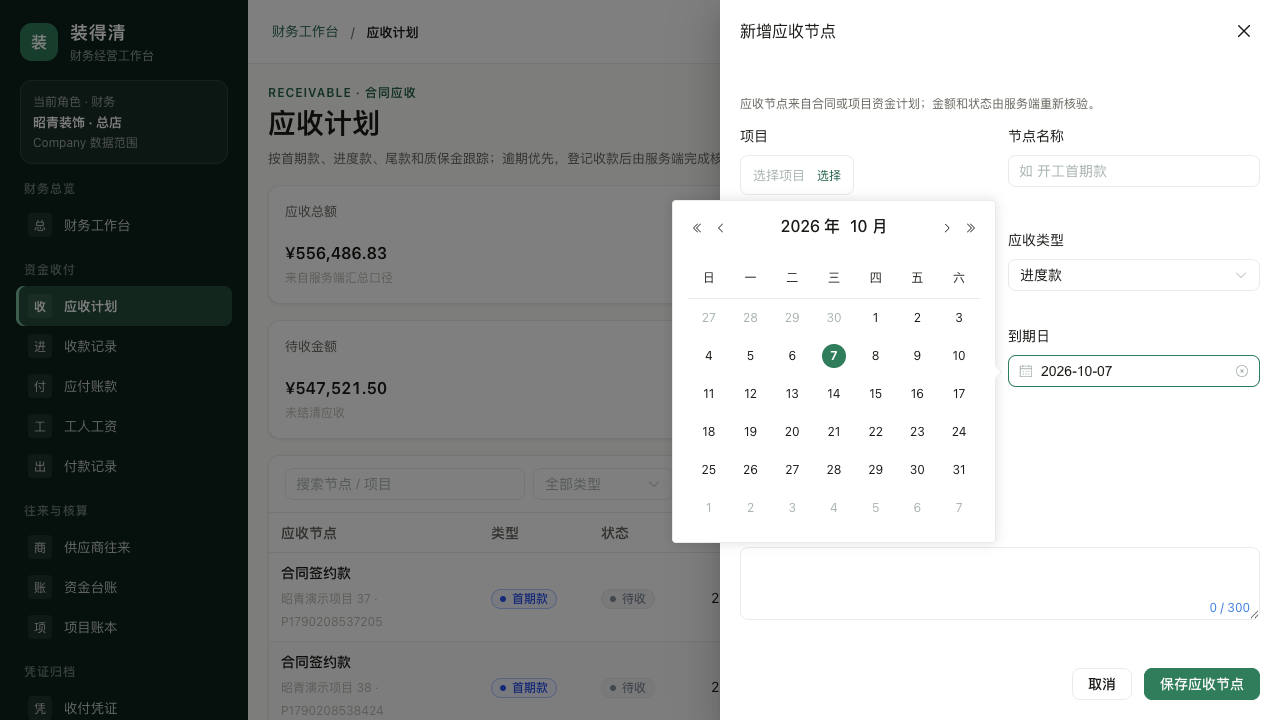 装
装得清
财务经营工作台
当前角色 · 财务
昭青装饰 · 总店
Company 数据范围
财务总览
总 财务工作台
资金收付
收 应收计划
进 收款记录
付 应付账款
工 工人工资
出 付款记录
往来与核算
商 供应商往来
账 资金台账
项 项目账本
凭证归档
凭 收付凭证
财务工作台 / 应收计划
RECEIVABLE · 合同应收
应收计划
按首期款、进度款、尾款和质保金跟踪；逾期优先，登记收款后由服务端完成核
应收总额
¥556,486.83
来自服务端汇总口径
待收金额
¥547,521.50
未结清应收
搜索节点 / 项目
全部类型
应收节点 类型 状态
合同签约款
昭青演示项目 37 ·
P1790208537205
首期款 待收 2
合同签约款
昭青演示项目 38 ·
P1790208538424
首期款 待收 2
新增应收节点
应收节点来自合同或项目资金计划；金额和状态由服务端重新核验。
项目
选择项目 选择
节点名称
如 开工首期款
应收类型
进度款
到期日
2026-10-07
2026 年 10 月
日 一 二 三 四 五 六
27 28 29 30 1 2 3
4 5 6 7 8 9 10
11 12 13 14 15 16 17
18 19 20 21 22 23 24
25 26 27 28 29 30 31
1 2 3 4 5 6 7
0 / 300
取消
保存应收节点